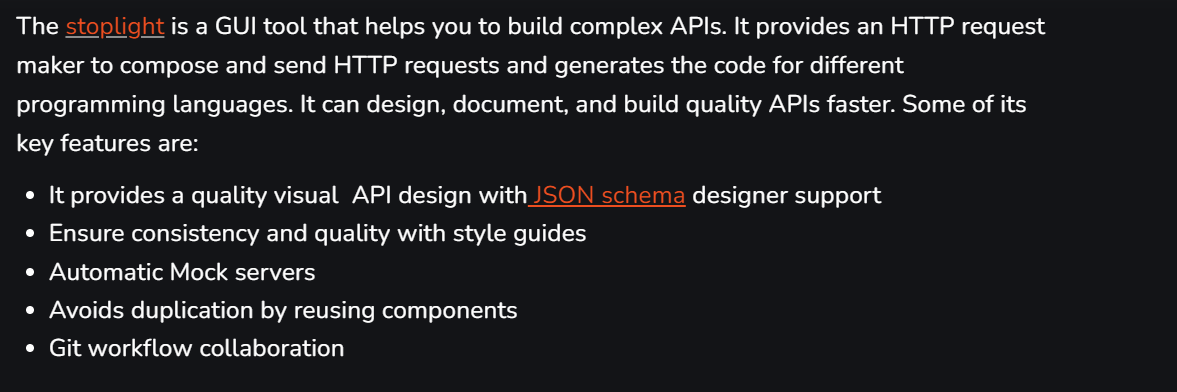 The stoplight is a GUI tool that helps you to build complex APIs. It provides an HTTP request
maker to compose and send HTTP requests and generates the code for different
programming languages. It can design, document, and build quality APIs faster. Some of its
key features are:
• It provides a quality visual  API design with JSON schema designer support
• Ensure consistency and quality with style guides
• Automatic Mock servers
• Avoids duplication by reusing components
• Git workflow collaboration